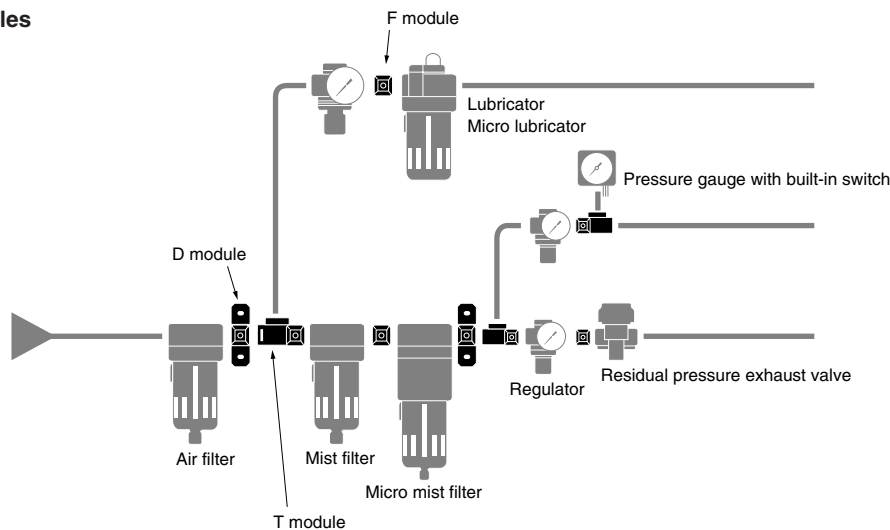 les
F module
Lubricator
Micro lubricator
Pressure gauge with built-in switch
D module
Regulator
Residual pressure exhaust valve
Air filter
Mist filter
Micro mist filter
T module